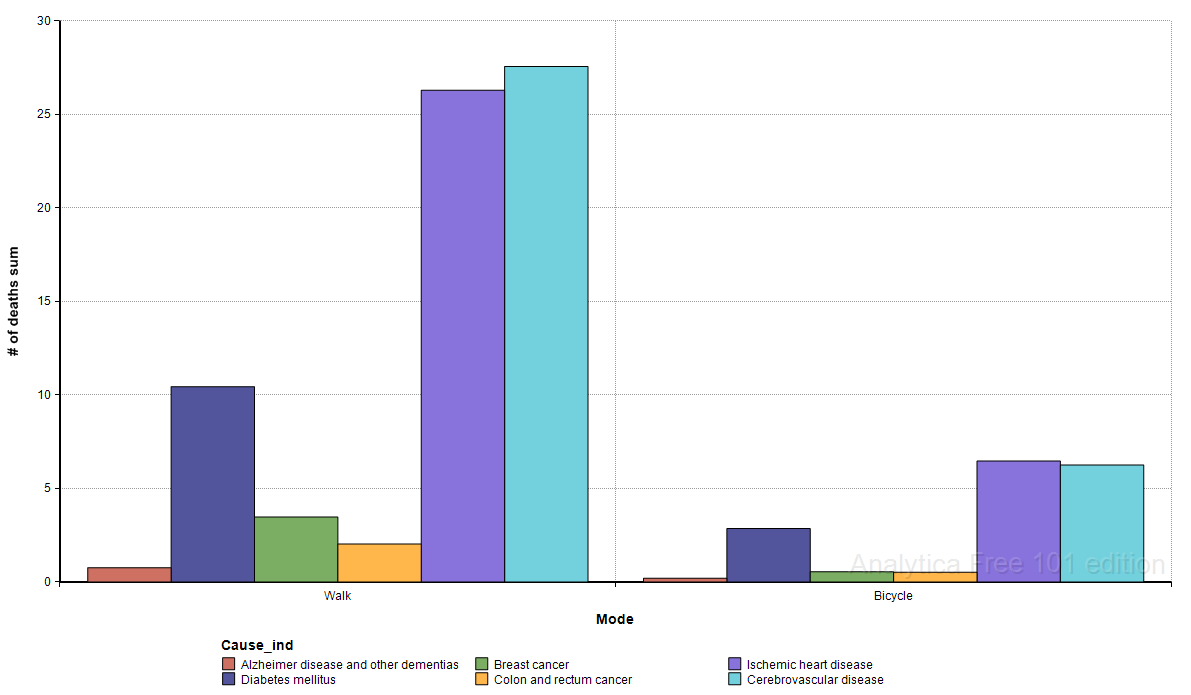 30
25
20
15
10
5
0
# of deaths sum
Analytica Free 101 edition
Walk
Bicycle
Mode
Cause_ind
Alzheimer disease and other dementias
Breast cancer
Ischemic heart disease
Diabetes mellitus
Colon and rectum cancer
Cerebrovascular disease